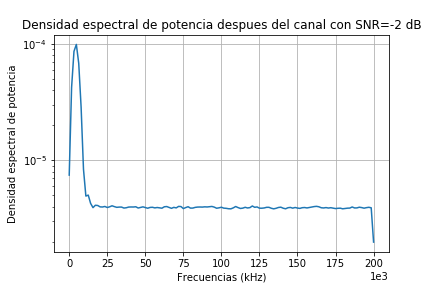 Densidad espectral de potencia despues del canal con SNR=-2 dB
Densidad espectral de potencia
10⁻⁴
10⁻⁵
0 25 50 75 100 125 150 175 200
1e3
Frecuencias (kHz)